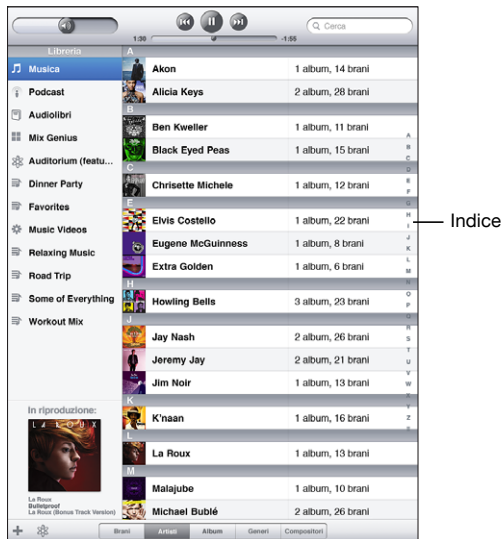 Cerca
1:30
-1:55
Libreria
Musica
Podcast
Audiolibri
Mix Genius
Auditorium (featu...
Dinner Party
Favorites
Music Videos
Relaxing Music
Road Trip
Some of Everything
Workout Mix
In riproduzione:
LA ROUX
La Roux
Bulletproof
La Roux (Bonus Track Version)
A
Akon 1 album, 14 brani
Alicia Keys 2 album, 28 brani
B
Ben Kweller 1 album, 11 brani
Black Eyed Peas 1 album, 15 brani
C
Chrisette Michele 1 album, 12 brani
E
Elvis Costello 1 album, 22 brani
Eugene McGuinness 1 album, 8 brani
Extra Golden 1 album, 6 brani
H
Howling Bells 3 album, 23 brani
J
Jay Nash 2 album, 26 brani
Jeremy Jay 2 album, 21 brani
Jim Noir 1 album, 13 brani
K
K'naan 1 album, 16 brani
L
La Roux 1 album, 13 brani
M
Malajube 1 album, 10 brani
Michael Bublé 2 album, 26 brani
A
B
C
D
E
F
G
H
I
J
K
L
M
N
O
P
Q
R
S
T
U
V
W
X
Y
Z
Indice
Brani Artisti Album Generi Compositori